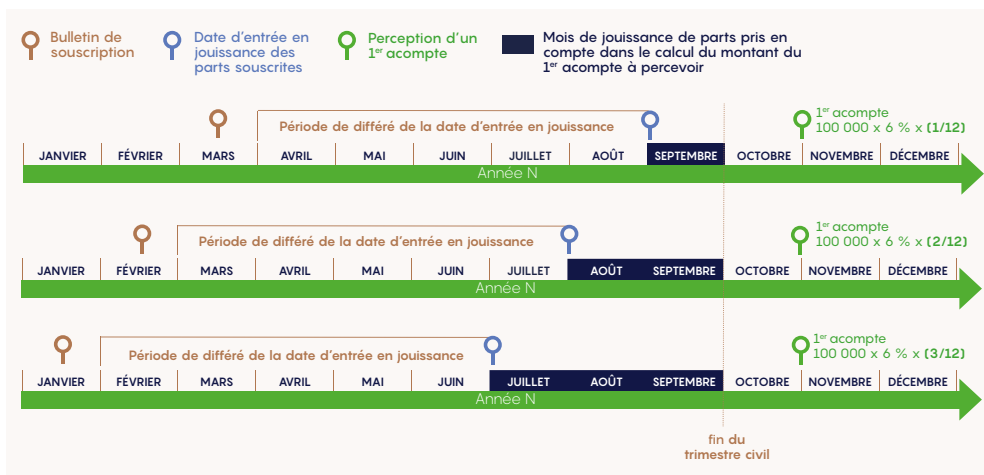 Bulletin de
souscription
Date d'entrée en
jouissance des
parts souscrites
Perception d'un
1er acompte
Mois de jouissance de parts pris en
compte dans le calcul du montant du
1er acompte à percevoir
Période de différé de la date d'entrée en jouissance
1er acompte
100 000 x 6 % x (1/12)
JANVIER FÉVRIER MARS AVRIL MAI JUIN JUILLET AOÛT SEPTEMBRE OCTOBRE NOVEMBRE DÉCEMBRE
Année N
Période de différé de la date d'entrée en jouissance
1er acompte
100 000 x 6 % x (2/12)
JANVIER FÉVRIER MARS AVRIL MAI JUIN JUILLET AOÛT SEPTEMBRE OCTOBRE NOVEMBRE DÉCEMBRE
Année N
Période de différé de la date d'entrée en jouissance
1er acompte
100 000 x 6 % x (3/12)
JANVIER FÉVRIER MARS AVRIL MAI JUIN JUILLET AOÛT SEPTEMBRE OCTOBRE NOVEMBRE DÉCEMBRE
Année N
fin du
trimestre civil